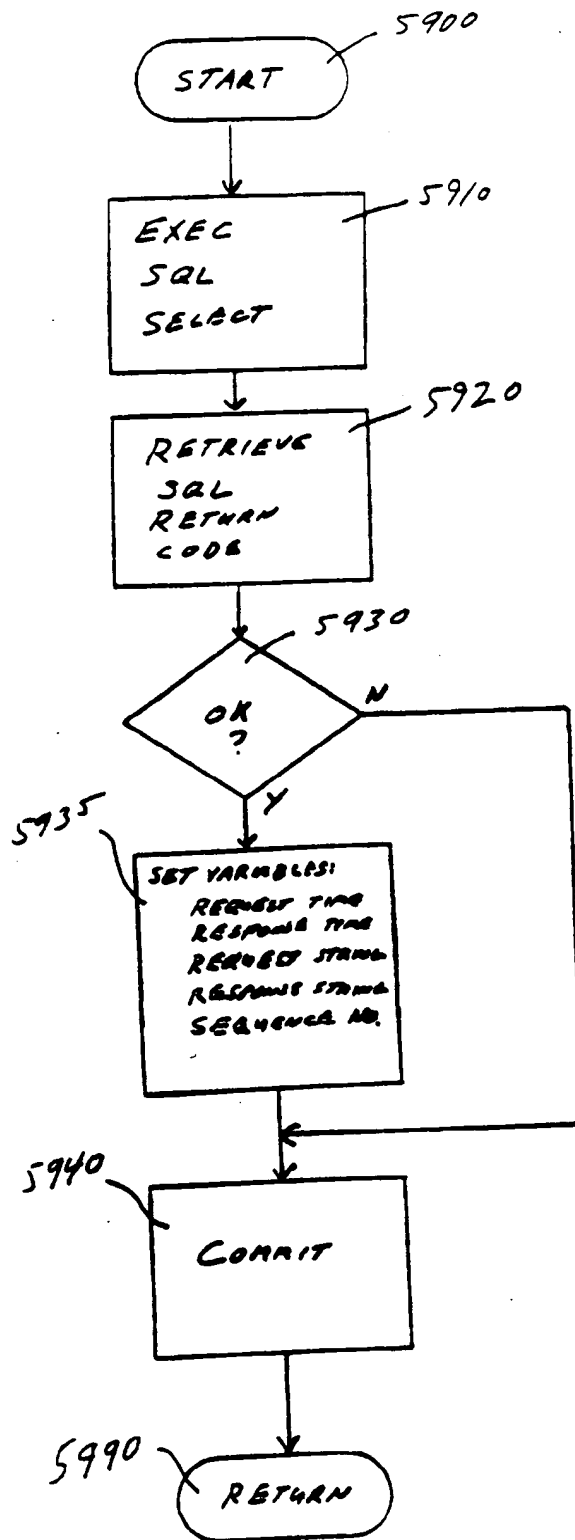 5900
START
5910
EXEC
SQL
SELECT
5920
RETRIEVE
SQL
RETURN
CODE
5930
OK
?
N
Y
5935
SET VARIABLES:
REQUEST TIME
RESPONSE TIME
REQUEST STRING
RESPONSE STRING
SEQUENCE NO.
5940
COMMIT
5990
RETURN